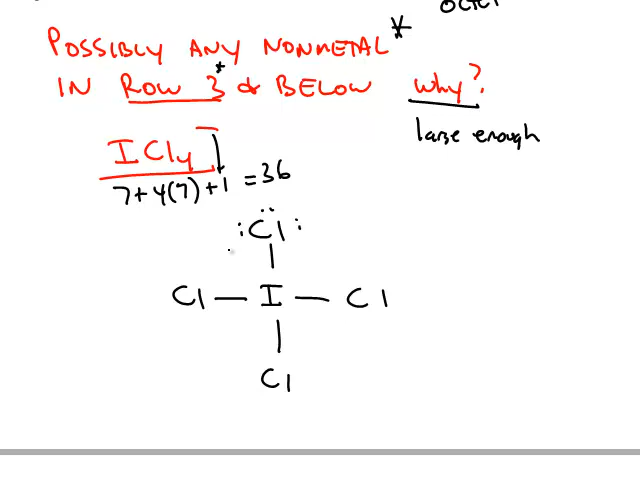 OCTET
POSSIBLY ANY NONMETAL *
IN ROW 3* & BELOW WHY?
large enough
ICl4 -
7+4(7)+1 = 36
:Cl:
Cl — I — Cl
Cl